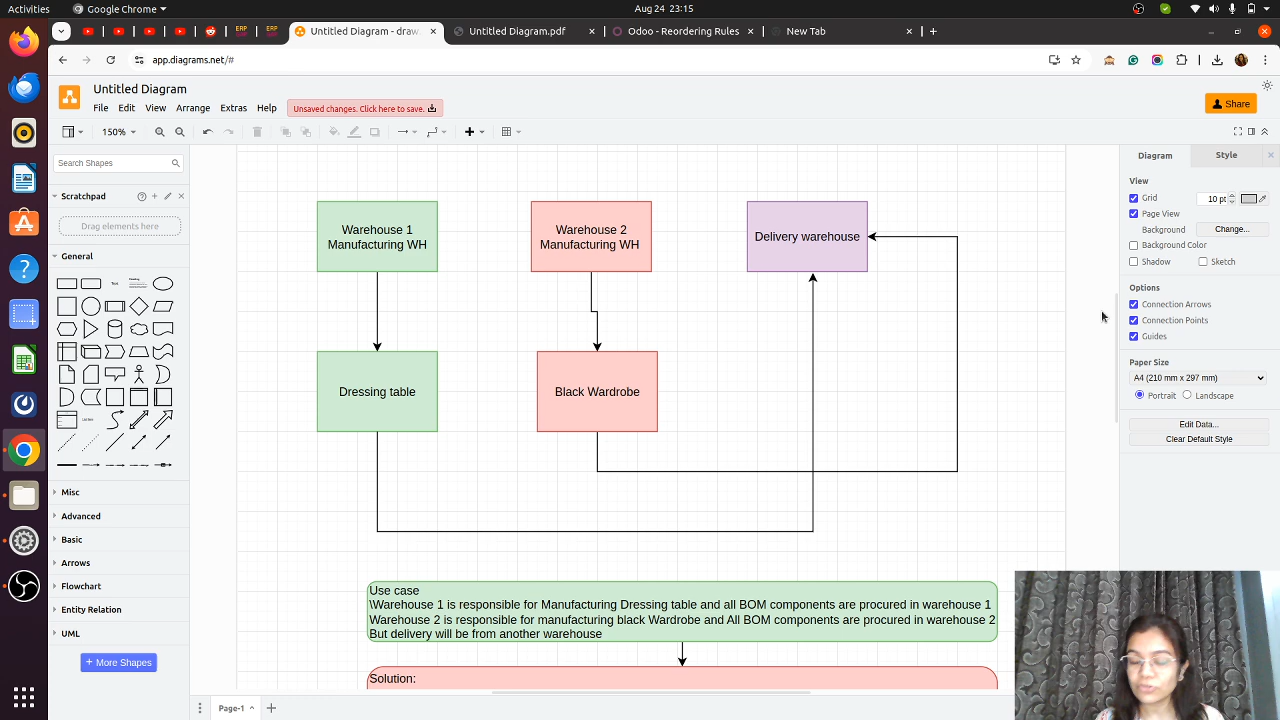 Activities
Google Chrome
Aug 24 23:15
ERP
ERP
Untitled Diagram - draw.
Untitled Diagram.pdf
Odoo - Reordering Rules
New Tab
app.diagrams.net/#
Untitled Diagram
File Edit View Arrange Extras Help
Unsaved changes. Click here to save.
Share
150%
Search Shapes
Scratchpad
Drag elements here
General
Text
Heading
List Item
Misc
Advanced
Basic
Arrows
Flowchart
Entity Relation
UML
+ More Shapes
Warehouse 1
Manufacturing WH
Warehouse 2
Manufacturing WH
Delivery warehouse
Dressing table
Black Wardrobe
Use case
\Warehouse 1 is responsible for Manufacturing Dressing table and all BOM components are procured in warehouse 1
Warehouse 2 is responsible for manufacturing black Wardrobe and All BOM components are procured in warehouse 2
But delivery will be from another warehouse
Solution:
Diagram
Style
View
Grid
10 pt
Page View
Background
Change...
Background Color
Shadow
Sketch
Options
Connection Arrows
Connection Points
Guides
Paper Size
A4 (210 mm x 297 mm)
Portrait
Landscape
Edit Data...
Clear Default Style
Page-1